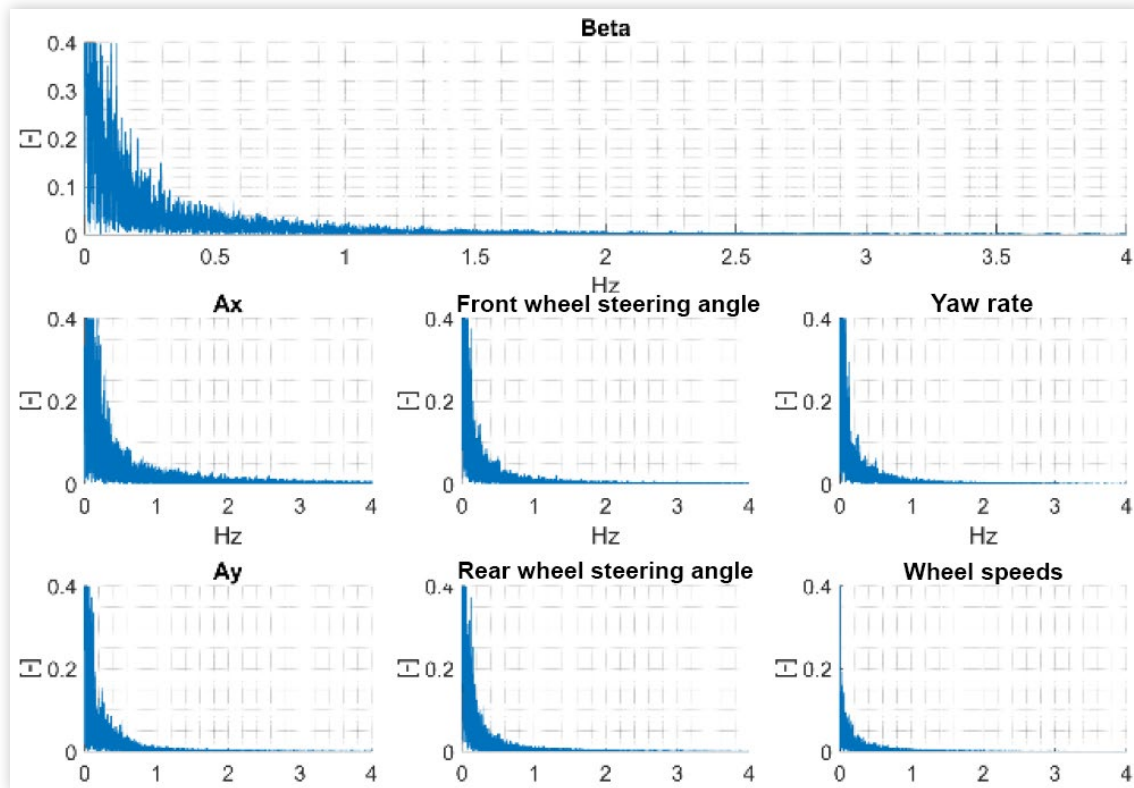 Beta
0.4
0.3
[-] 0.2
0.1
0
0 0.5 1 1.5 2 2.5 3 3.5 4
Hz
Ax Front wheel steering angle Yaw rate
0.4 0.4 0.4
[-] 0.2 [-] 0.2 [-] 0.2
0 0 0
0 1 2 3 4 0 1 2 3 4 0 1 2 3 4
Hz Hz Hz
Ay Rear wheel steering angle Wheel speeds
0.4 0.4 0.4
[-] 0.2 [-] 0.2 [-] 0.2
0 0 0
0 1 2 3 4 0 1 2 3 4 0 1 2 3 4